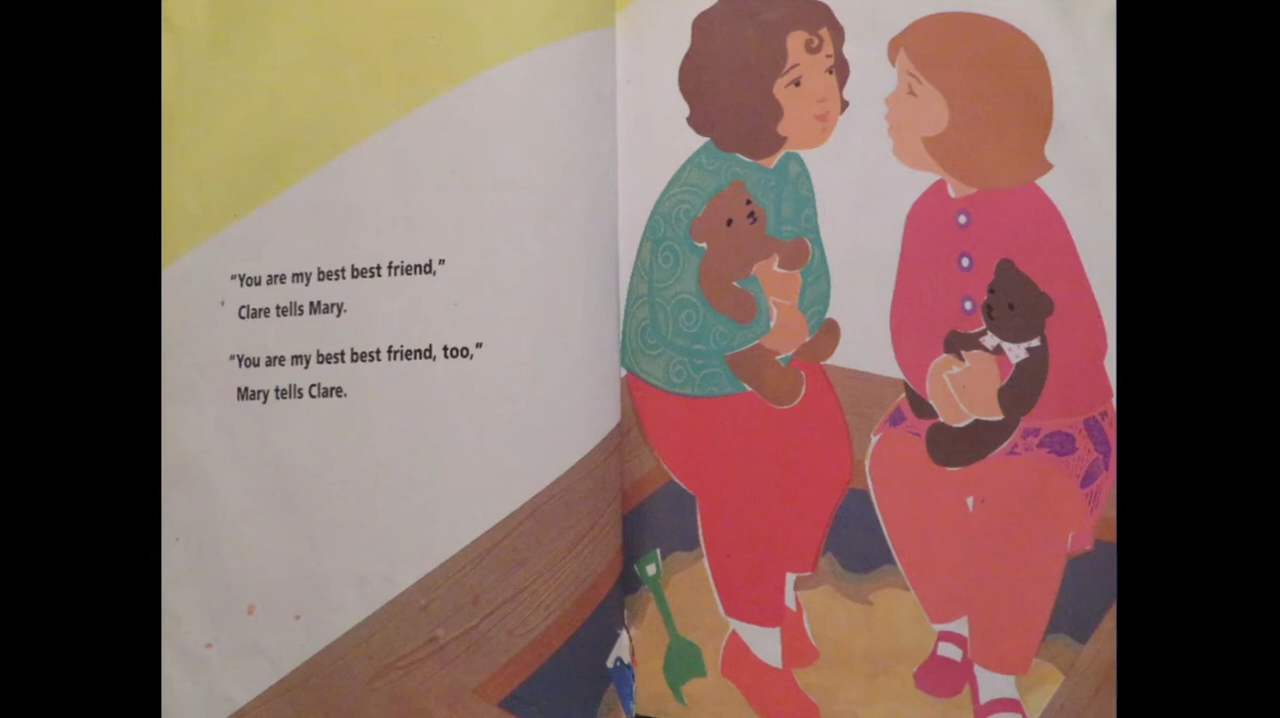 “You are my best best friend,”
Clare tells Mary.
“You are my best best friend, too,”
Mary tells Clare.